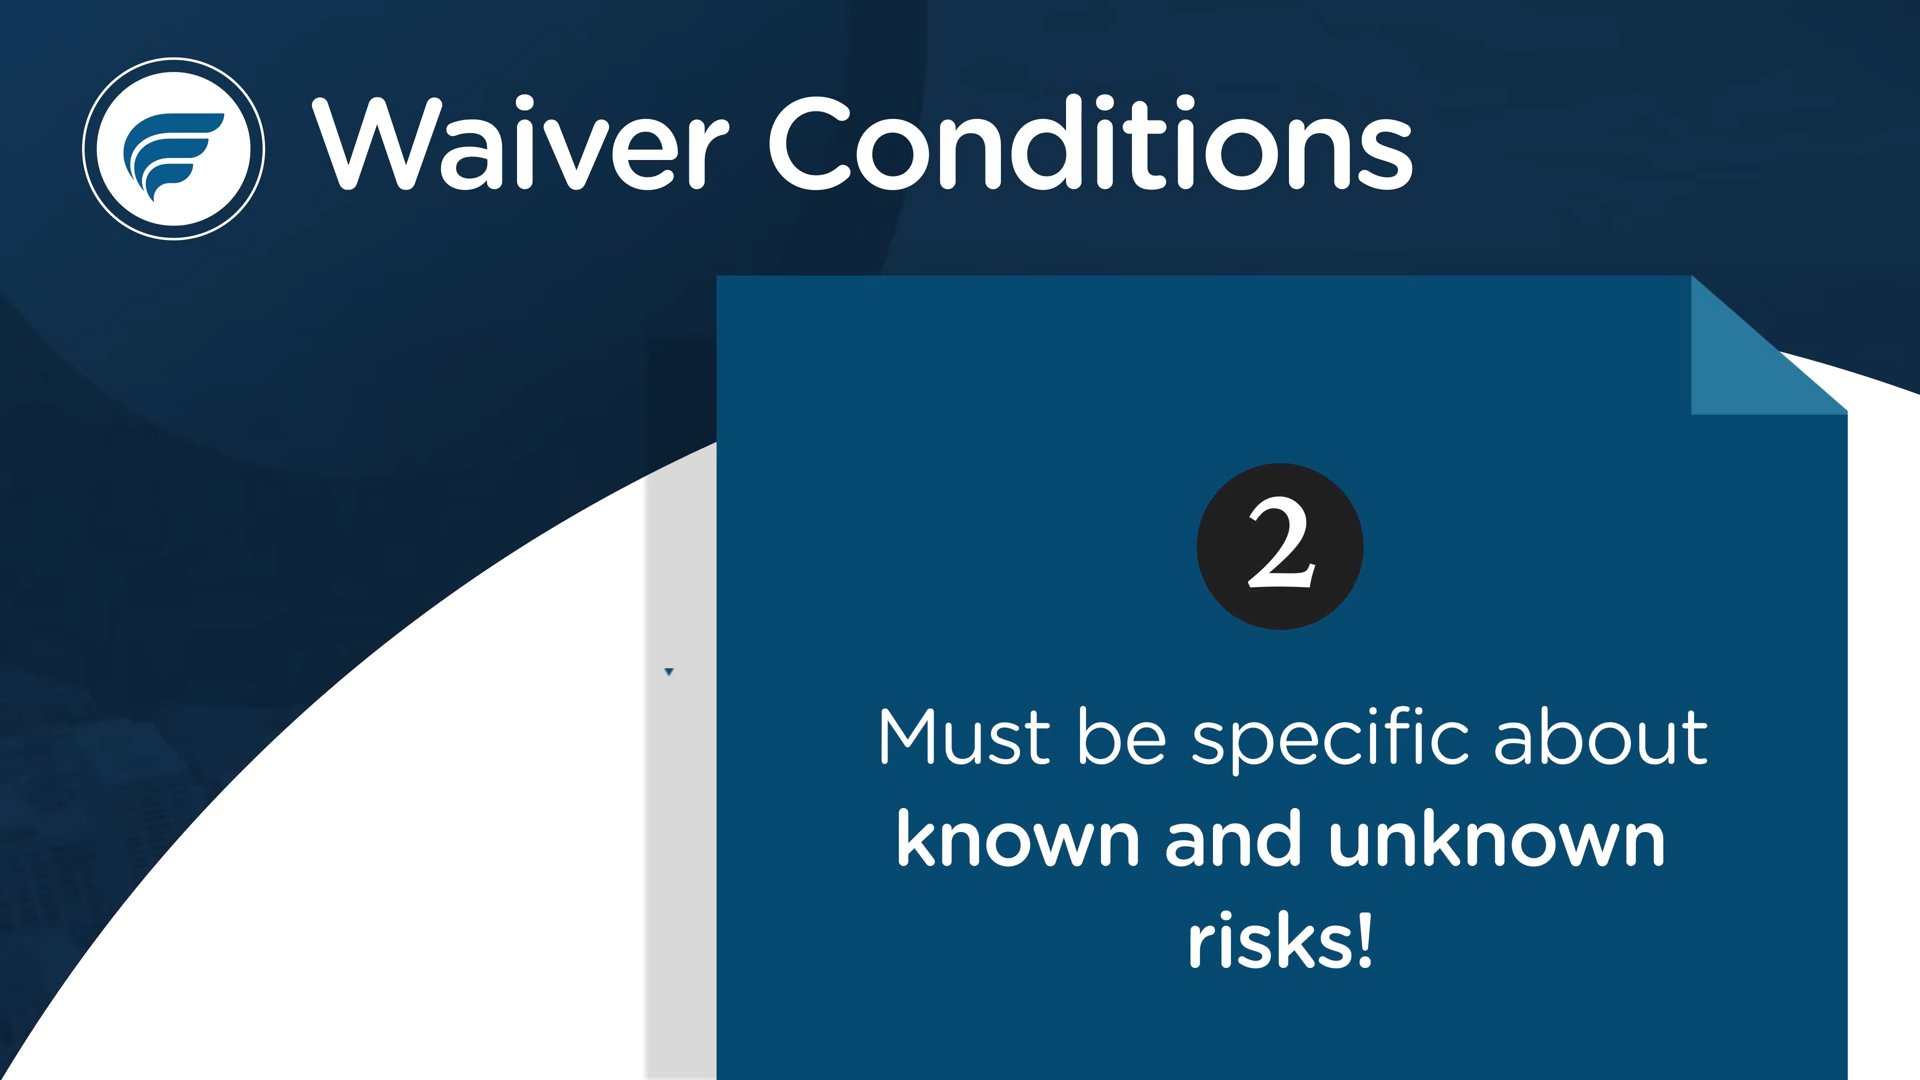 Waiver Conditions
2
Must be specific about
known and unknown
risks!